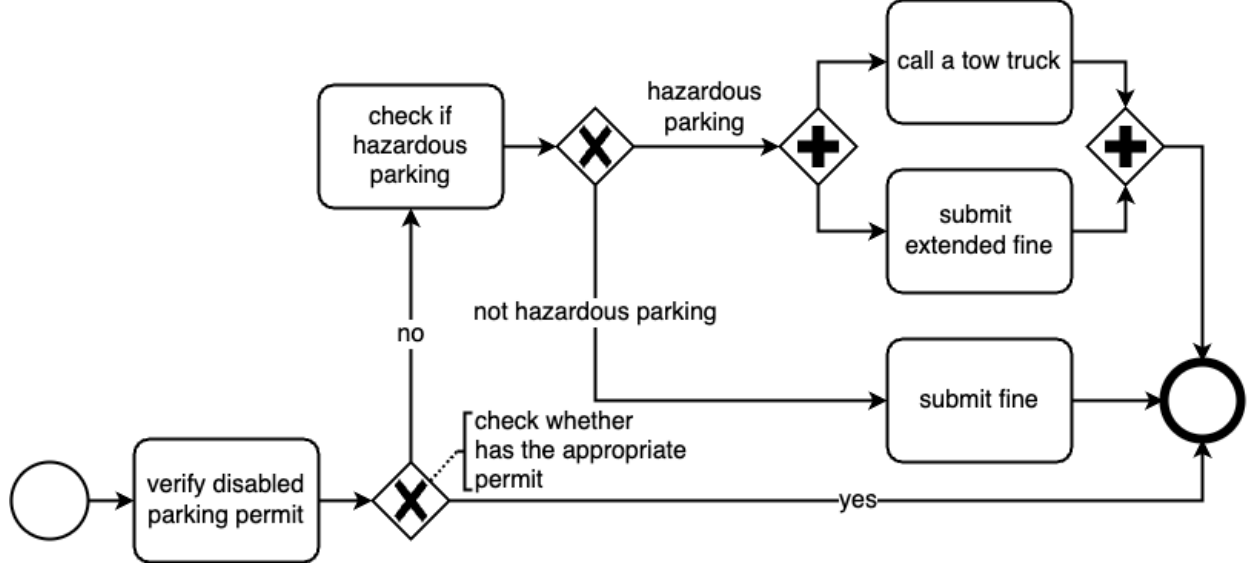 call a tow truck
hazardous
parking
check if
hazardous
parking
submit
extended fine
not hazardous parking
no
submit fine
check whether
has the appropriate
permit
verify disabled
parking permit
yes